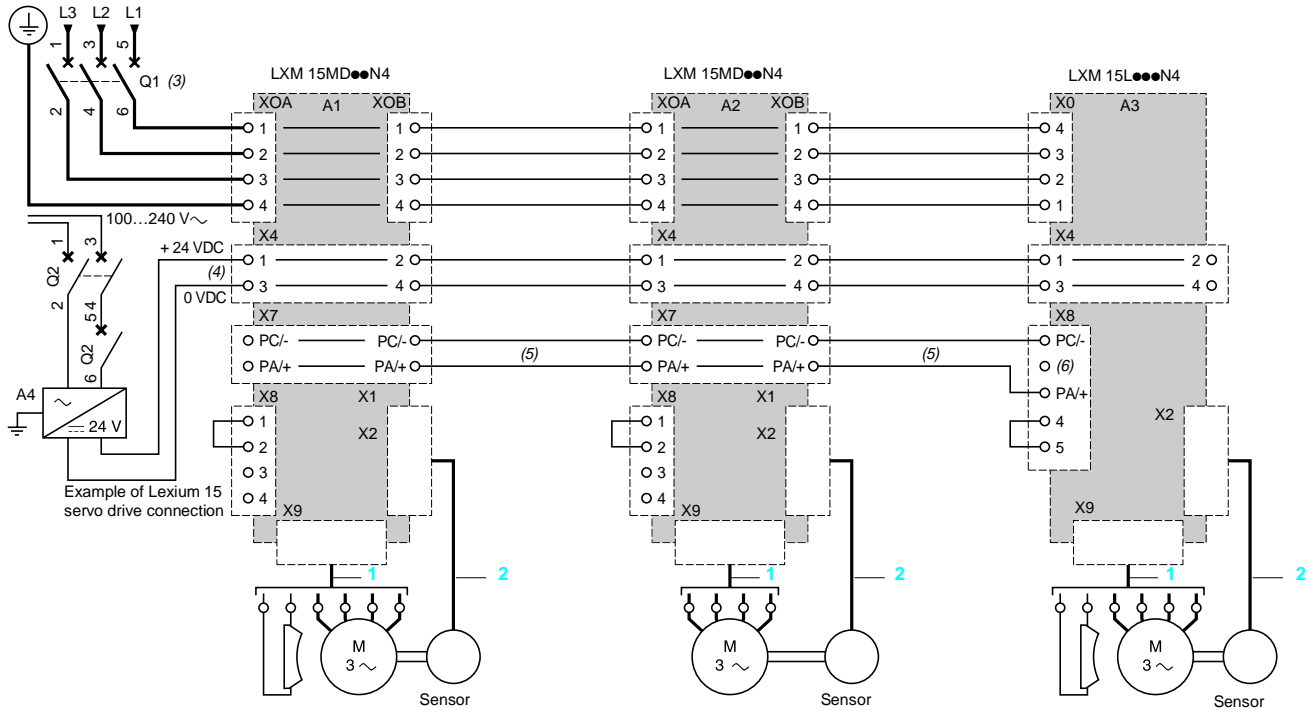 L3 L2 L1
1 3 5
Q1 (3)
2 4 6
LXM 15MD●●N4 LXM 15MD●●N4 LXM 15L●●●N4
XOA A1 XOB XOA A2 XOB X0 A3
1 1 1 1 4
2 2 2 2 3
3 3 3 3 2
4 4 4 4 1
100…240 V~
X4 X4 X4
1 3
Q2
+ 24 VDC 1 2 1 2 1 2
(4)
0 VDC 3 4 3 4 3 4
2 4
5
X7 X7 X8
PC/- PC/- PC/- PC/- PC/-
(5) (5) (6)
PA/+ PA/+ PA/+ PA/+ PA/+
Q2
6
A4
~
24 V
X8 X1 X8 X1
1 1 4
X2 X2 X2
2 2 5
3 3
4 4
Example of Lexium 15
servo drive connection
X9 X9 X9
1 2 1 2 1 2
M M M
3 ~ 3 ~ 3 ~
Sensor Sensor Sensor